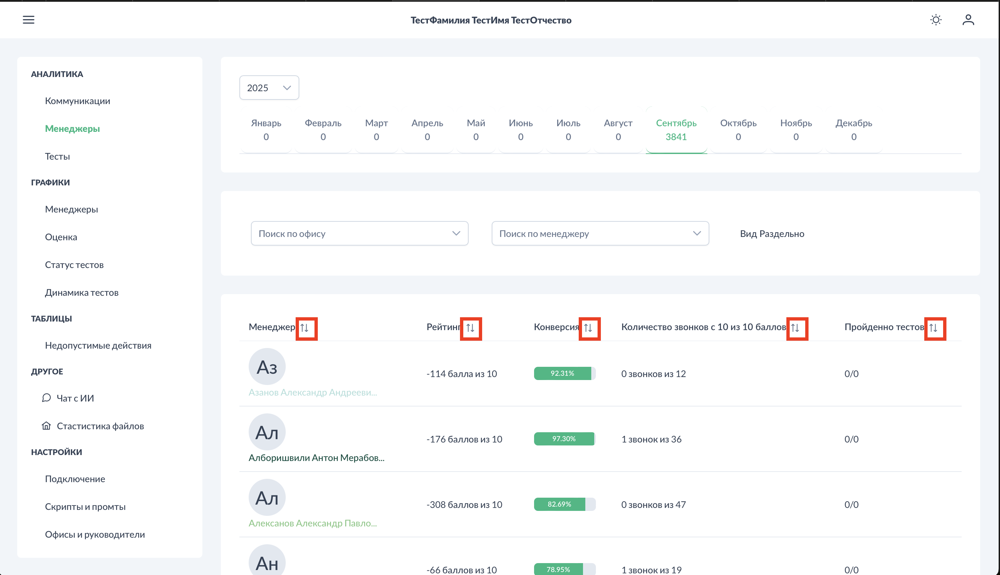 ТестФамилия ТестИмя ТестОтчество
АНАЛИТИКА
Коммуникации
Менеджеры
Тесты
ГРАФИКИ
Менеджеры
Оценка
Статус тестов
Динамика тестов
ТАБЛИЦЫ
Недопустимые действия
ДРУГОЕ
Чат с ИИ
Стастистика файлов
НАСТРОЙКИ
Подключение
Скрипты и промты
Офисы и руководители
2025
Январь Февраль Март Апрель Май Июнь Июль Август Сентябрь Октябрь Ноябрь Декабрь
0 0 0 0 0 0 0 0 3841 0 0 0
Поиск по офису Поиск по менеджеру Вид Раздельно
Менеджер Рейтинг Конверсия Количество звонков с 10 из 10 баллов Пройденно тестов
Аз
-114 балла из 10 92.31% 0 звонков из 12 0/0
Азанов Александр Андрееви...
Ал
-176 баллов из 10 97.30% 1 звонок из 36 0/0
Алборишвили Антон Мерабов...
Ал
-308 баллов из 10 82.69% 0 звонков из 47 0/0
Алексанов Александр Павло...
Ан
-66 баллов из 10 78.95% 1 звонок из 19 0/0